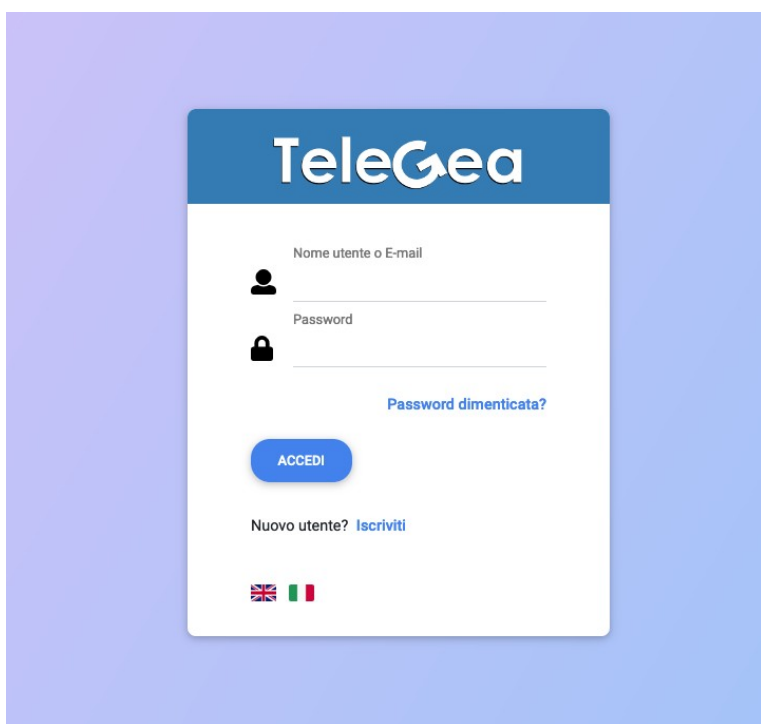 TeleGea
Nome utente o E-mail
Password
Password dimenticata?
ACCEDI
Nuovo utente? Iscriviti